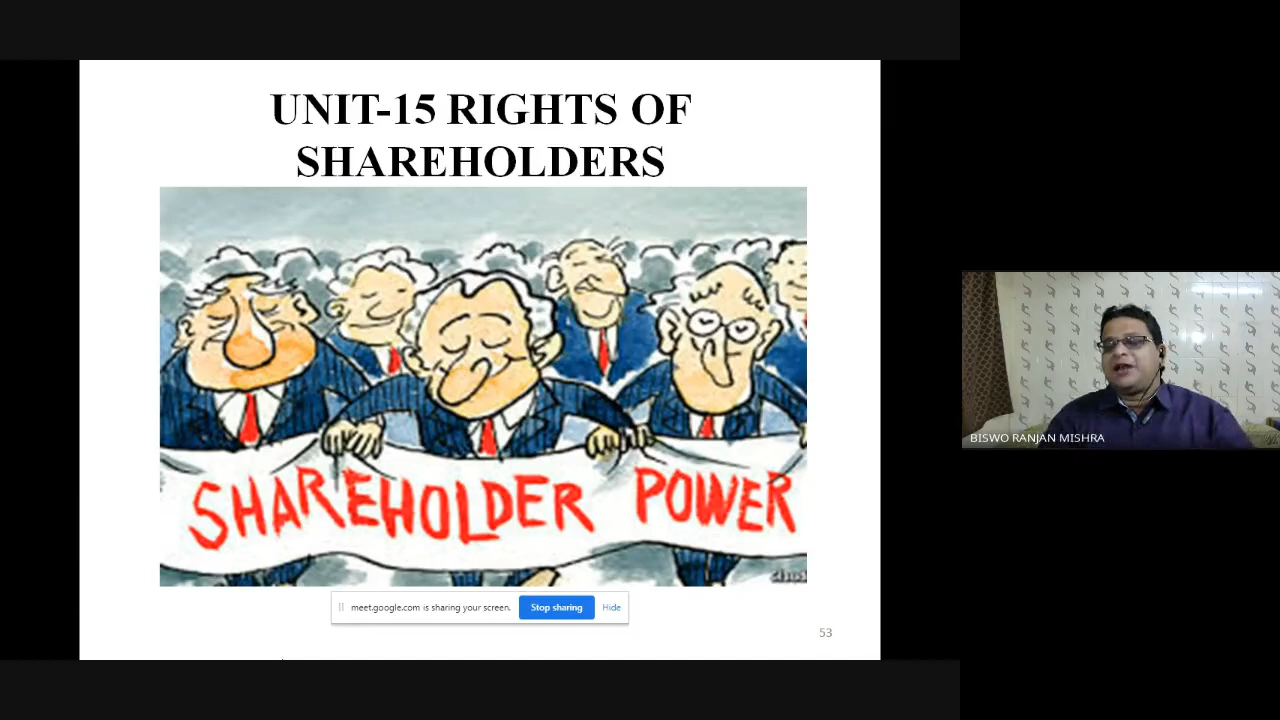 UNIT-15 RIGHTS OF
SHAREHOLDERS
SHAREHOLDER POWER
meet.google.com is sharing your screen. Stop sharing Hide
53
BISWO RANJAN MISHRA